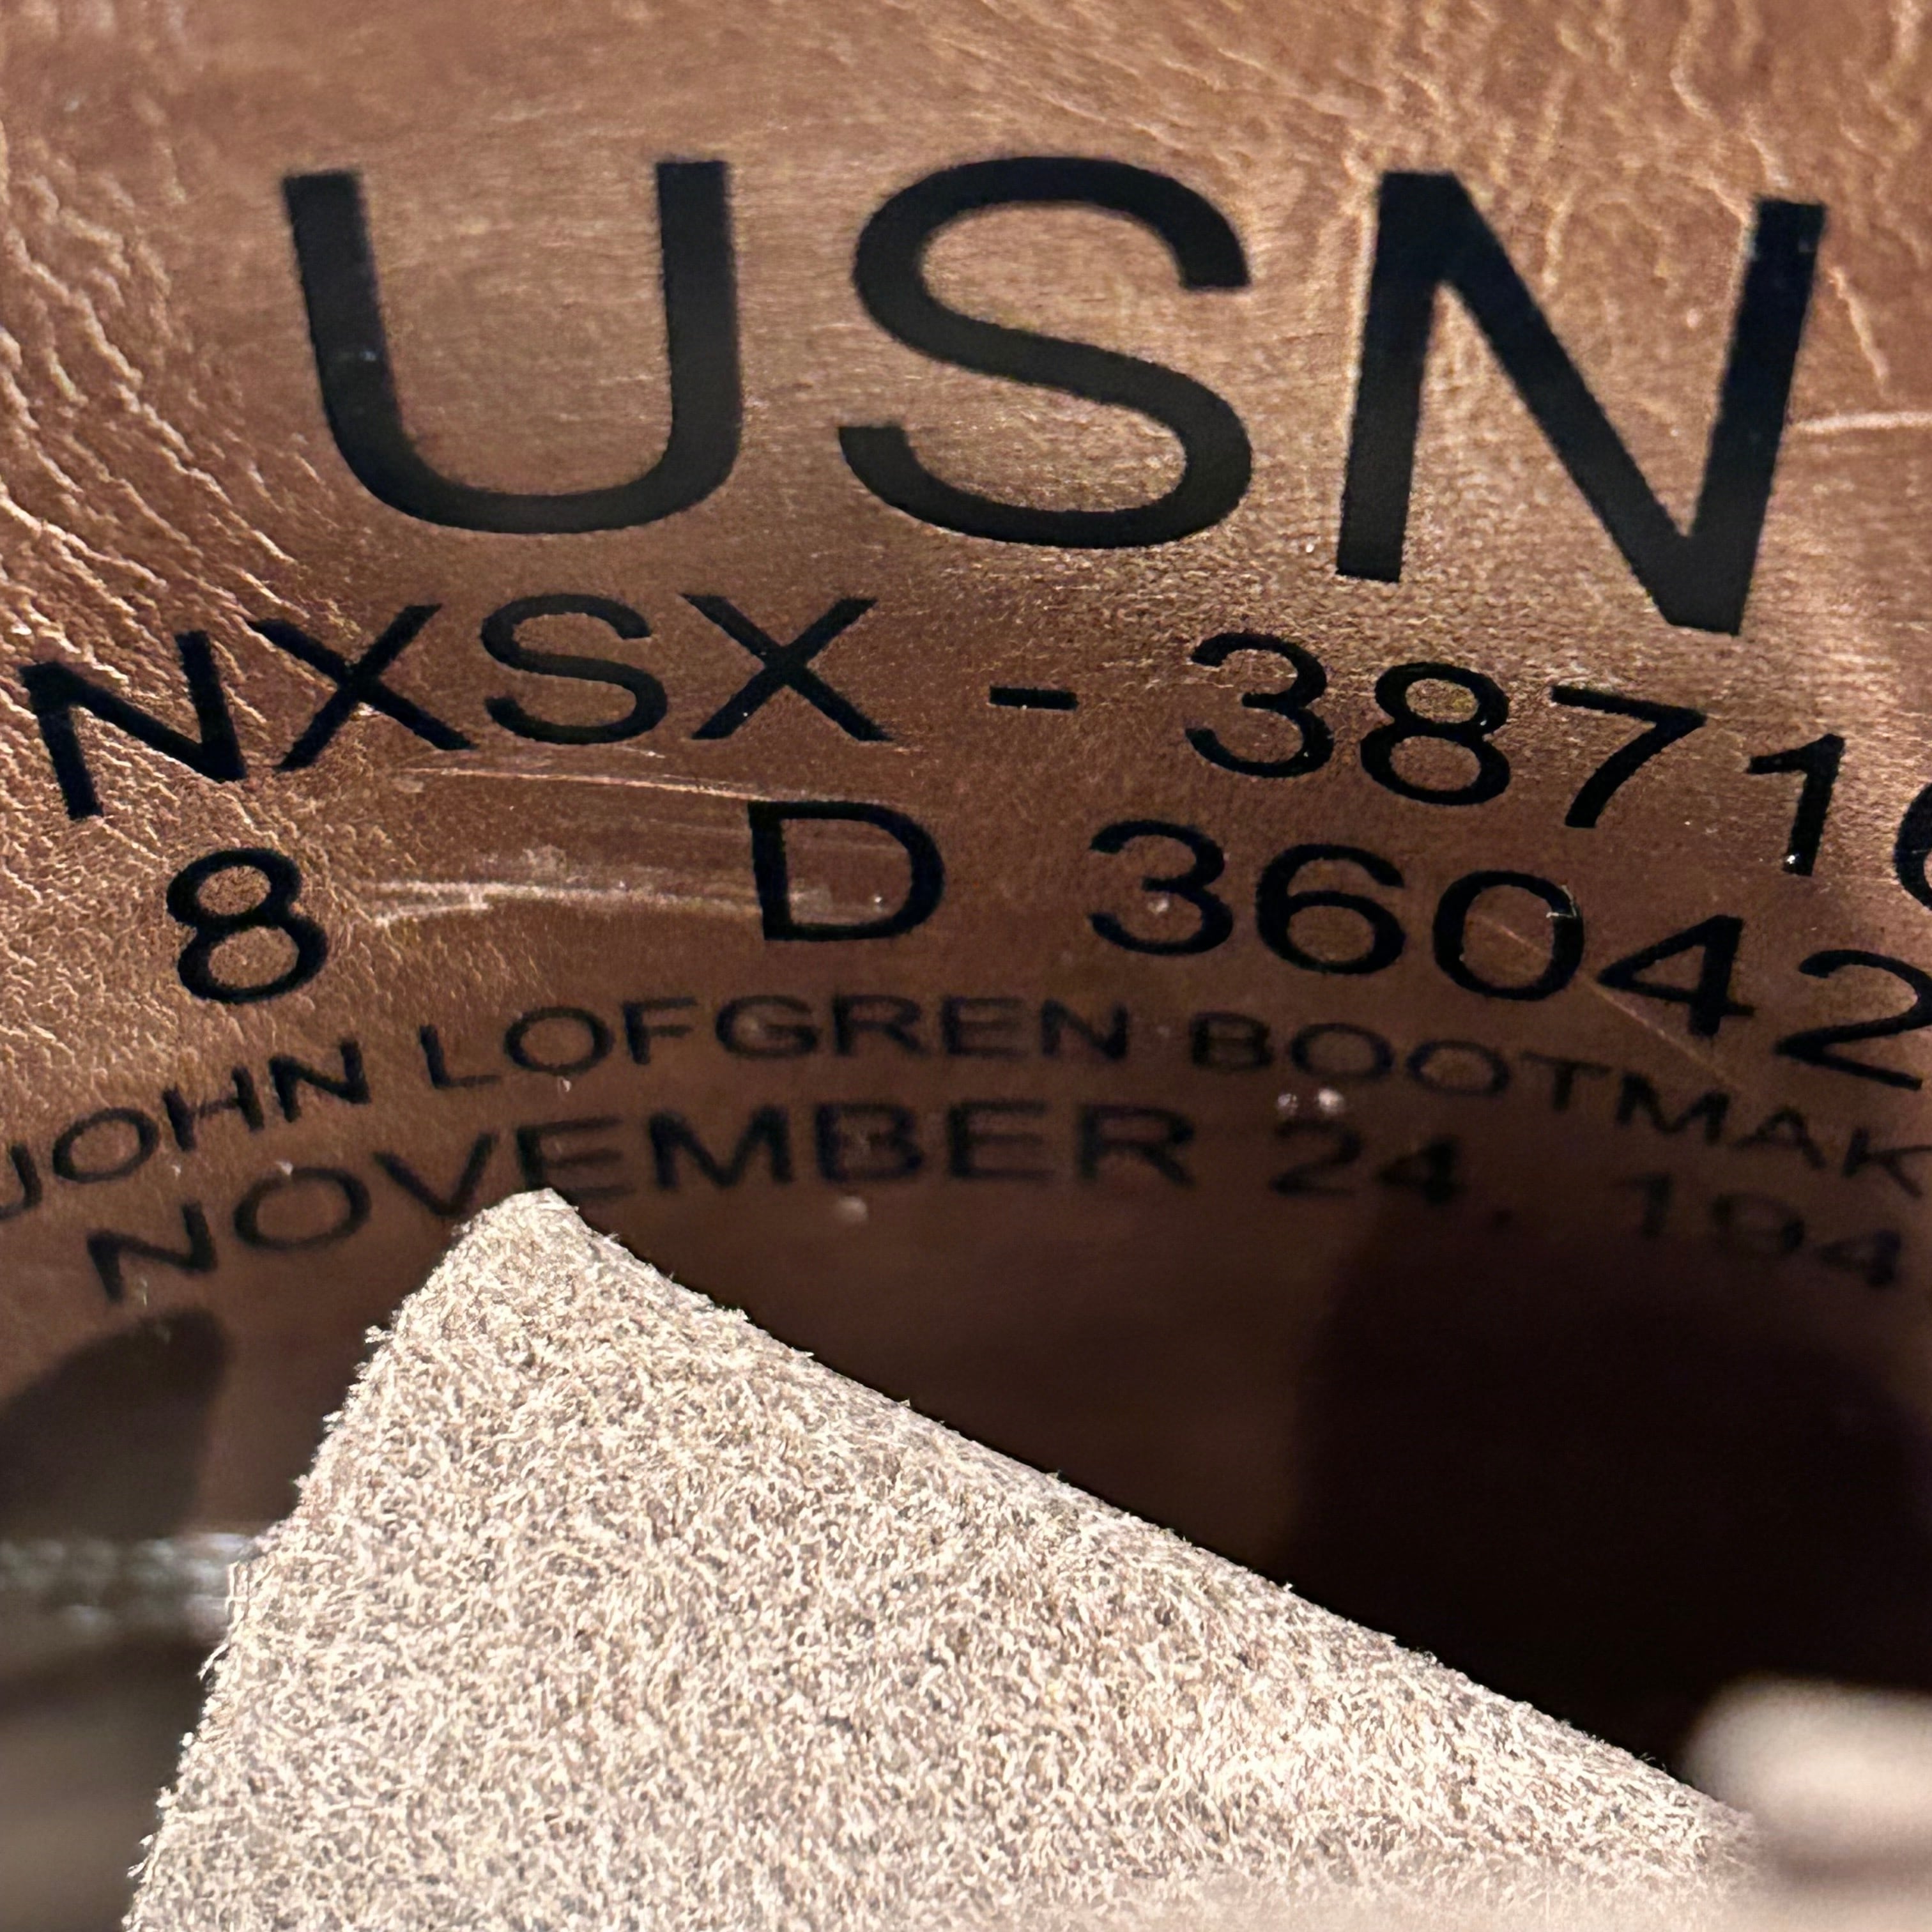 USN
NXSX - 3871
8 D 36042
JOHN LOFGREN BOOTMAK
NOVEMBER 24, 194